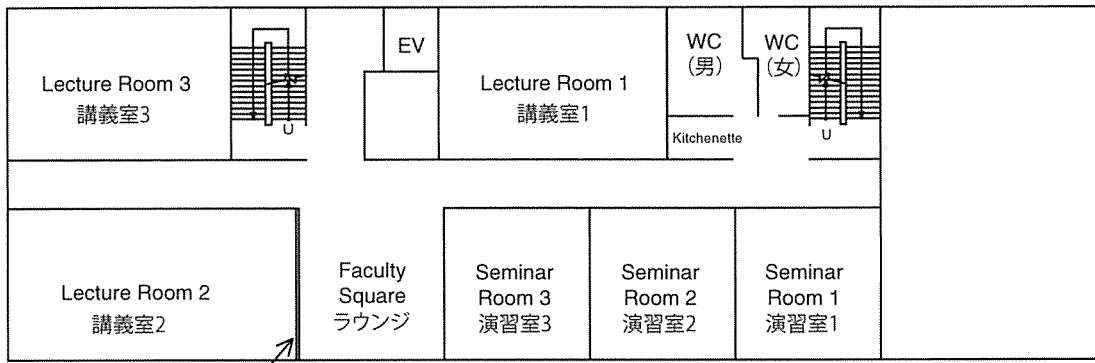 Lecture Room 3
講義室3
U
EV
Lecture Room 1
講義室1
WC
(男)
WC
(女)
Kitchenette
U
Lecture Room 2
講義室2
Faculty
Square
ラウンジ
Seminar
Room 3
演習室3
Seminar
Room 2
演習室2
Seminar
Room 1
演習室1